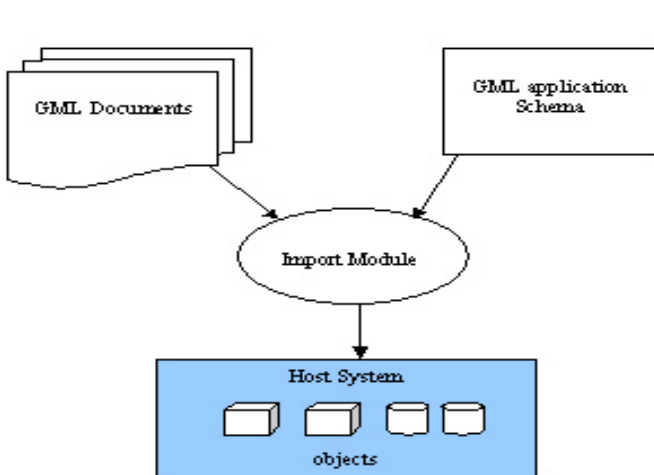 GML Documents
GML application
Schema
Import Module
Host System
objects